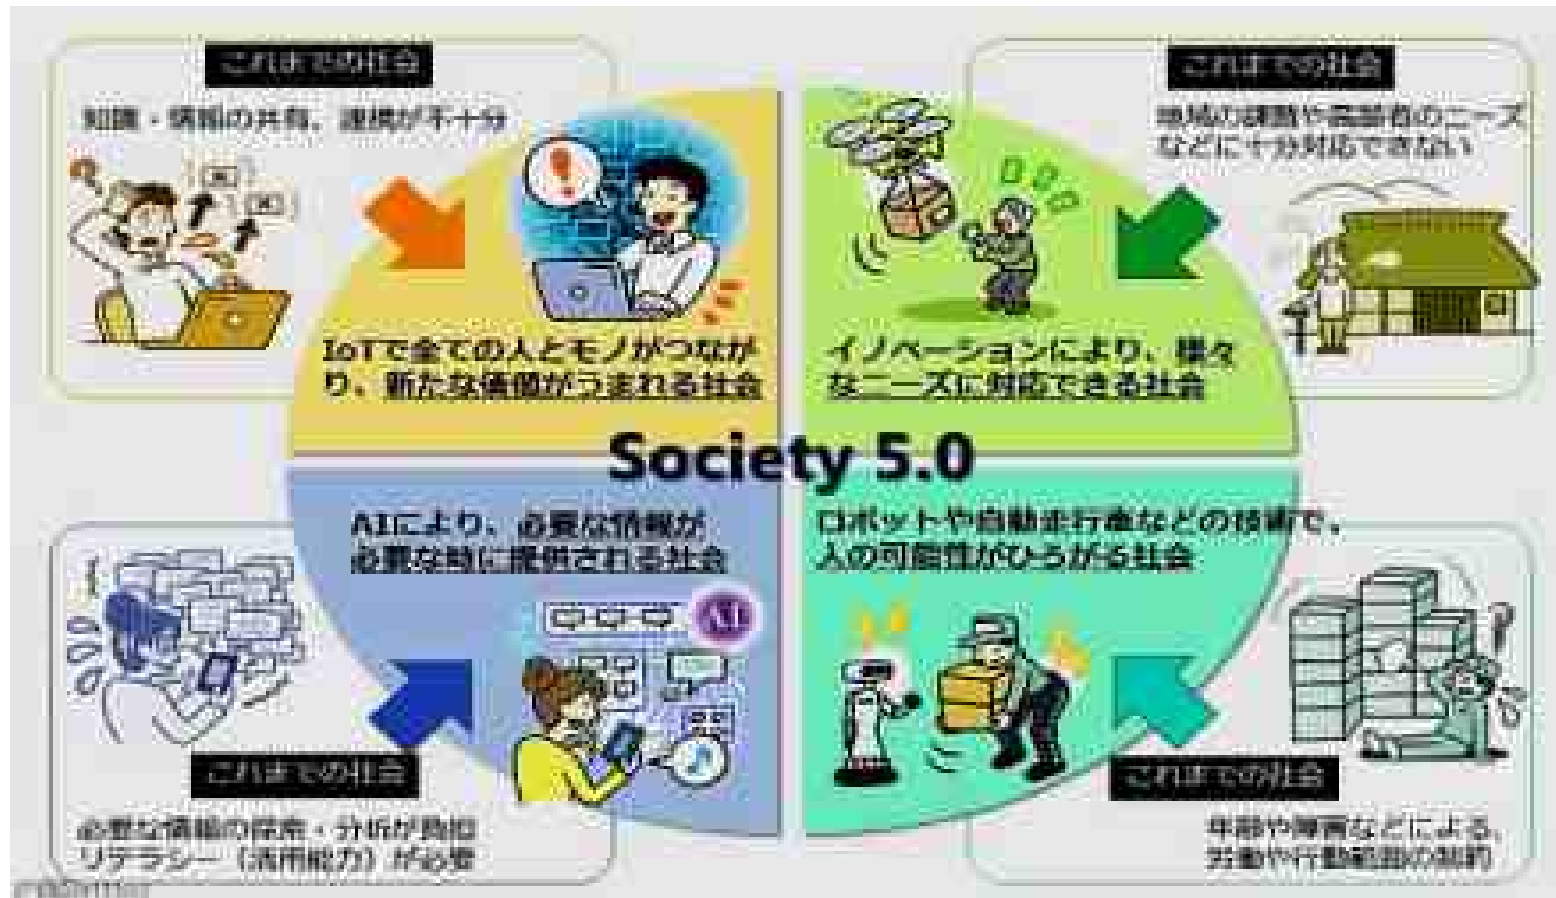 これまでの社会
知識・情報の共有、連携が不十分
IoTで全ての人とモノがつなが
り、新たな価値がうまれる社会
これまでの社会
地域の課題や高齢者のニーズ
などに十分対応できない
イノベーションにより、様々
なニーズに対応できる社会
Society 5.0
AIにより、必要な情報が
必要な時に提供される社会
AI
これまでの社会
必要な情報の探索・分析が負担
リテラシー(活用能力)が必要
ロボットや自動走行車などの技術で、
人の可能性がひろがる社会
これまでの社会
年齢や障害などによる、
労働や行動範囲の制約